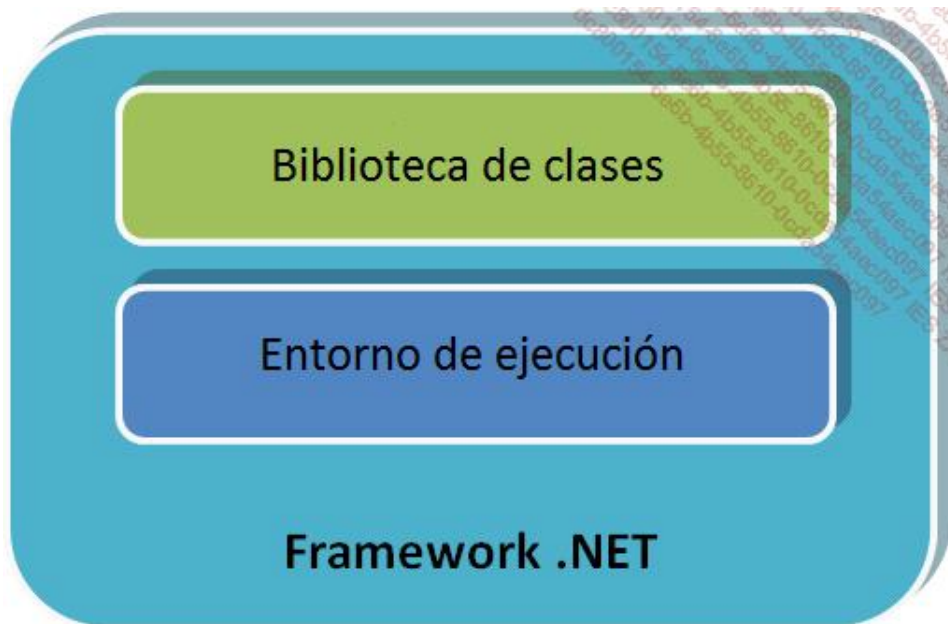 Biblioteca de clases
Entorno de ejecución
Framework .NET